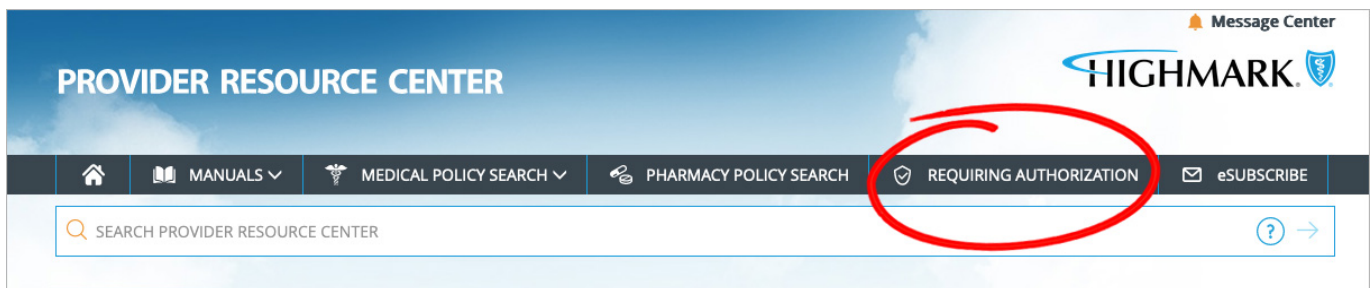 Message Center
PROVIDER RESOURCE CENTER
HIGHMARK.
MANUALS MEDICAL POLICY SEARCH PHARMACY POLICY SEARCH REQUIRING AUTHORIZATION eSUBSCRIBE
SEARCH PROVIDER RESOURCE CENTER ?